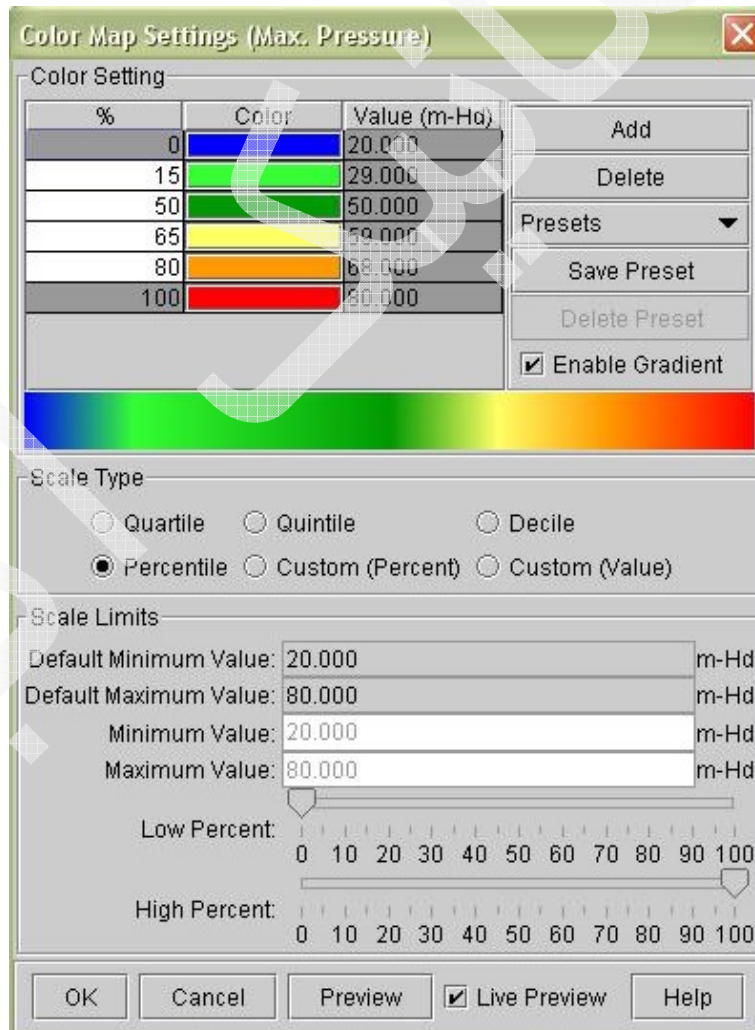 Color Map Settings (Max. Pressure)
Color Setting
% Color Value (m-Hd)
0 20.000
15 29.000
50 50.000
65 59.000
80 68.000
100 80.000
Add
Delete
Presets
Save Preset
Delete Preset
Enable Gradient
Scale Type
Quartile Quintile Decile
Percentile Custom (Percent) Custom (Value)
Scale Limits
Default Minimum Value: 20.000 m-Hd
Default Maximum Value: 80.000 m-Hd
Minimum Value: 20.000 m-Hd
Maximum Value: 80.000 m-Hd
Low Percent:
0 10 20 30 40 50 60 70 80 90 100
High Percent:
0 10 20 30 40 50 60 70 80 90 100
OK Cancel Preview Live Preview Help